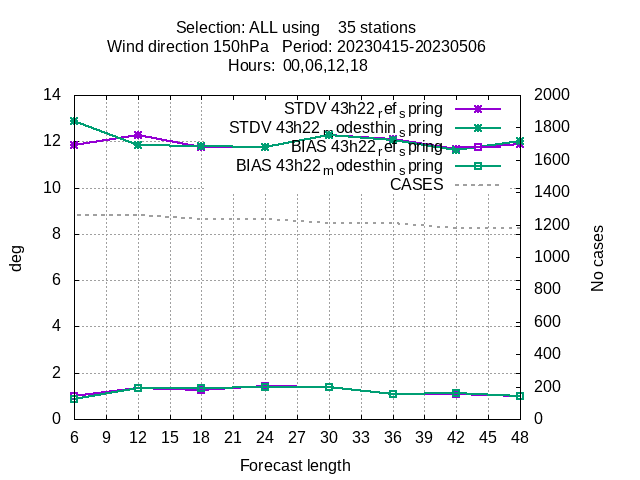 Selection: ALL using    35 stations
Wind direction 150hPa   Period: 20230415-20230506
Hours: 00,06,12,18
14 2000
STDV 43h22_ref_spring
1800
STDV 43h22_modesthin_spring
12
BIAS 43h22_ref_spring
1600
BIAS 43h22_modesthin_spring
CASES
10 1400
1200
8
deg No cases
1000
6
800
4
600
400
2
200
0 0
6 9 12 15 18 21 24 27 30 33 36 39 42 45 48
Forecast length